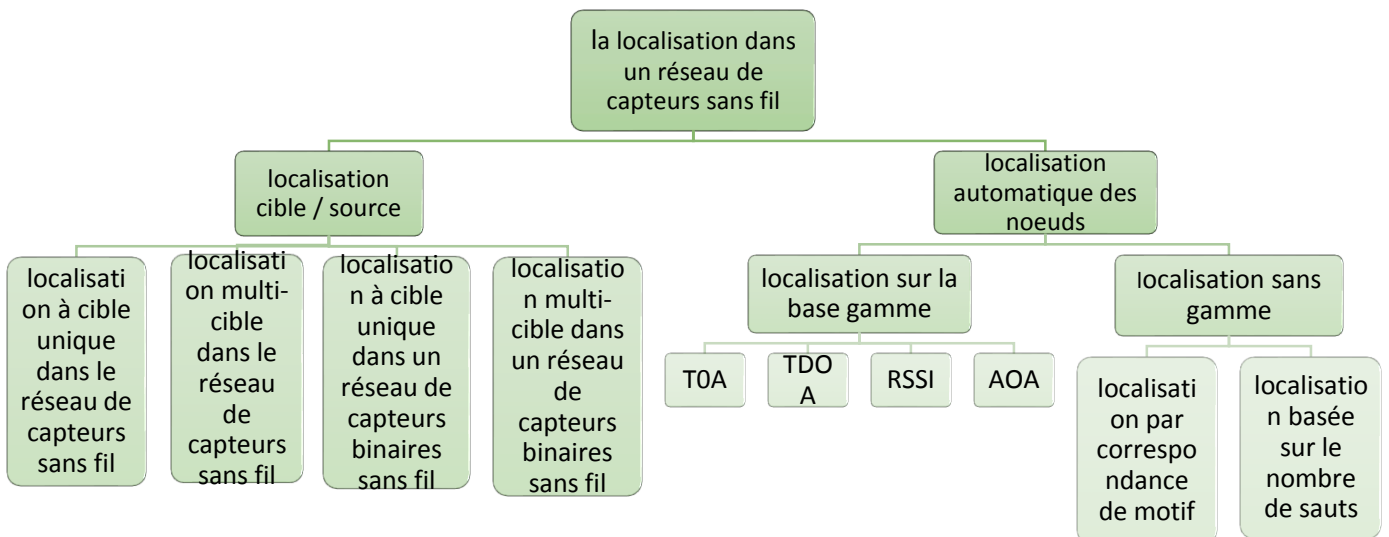 la localisation dans
un réseau de
capteurs sans fil
localisation
cible / source
localisation
automatique des
noeuds
localisati
on à cible
unique
dans le
réseau de
capteurs
sans fil
localisati
on multi-
cible
dans le
réseau
de
capteurs
sans fil
localisatio
n à cible
unique
dans un
réseau de
capteurs
binaires
sans fil
localisatio
n multi-
cible dans
un réseau
de
capteurs
binaires
sans fil
localisation sur la
base gamme
localisation sans
gamme
T0A
TDO
A
RSSI
AOA
localisati
on par
correspo
ndance
de motif
localisatio
n basée
sur le
nombre
de sauts